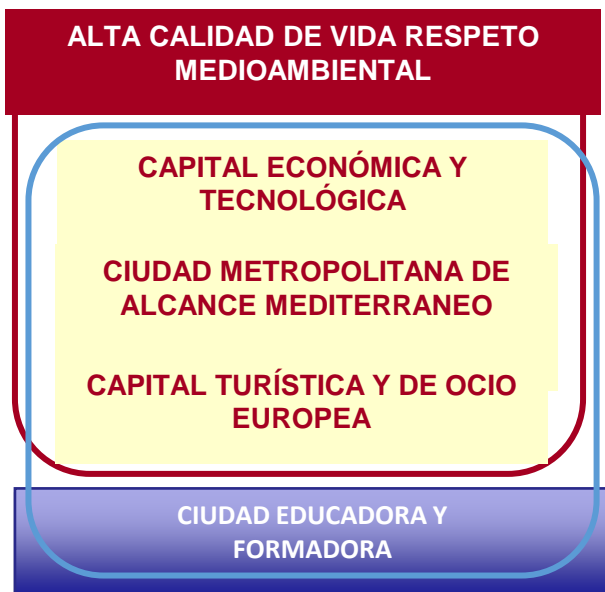 ALTA CALIDAD DE VIDA RESPETO
MEDIOAMBIENTAL
CAPITAL ECONÓMICA Y
TECNOLÓGICA
CIUDAD METROPOLITANA DE
ALCANCE MEDITERRANEO
CAPITAL TURÍSTICA Y DE OCIO
EUROPEA
CIUDAD EDUCADORA Y
FORMADORA